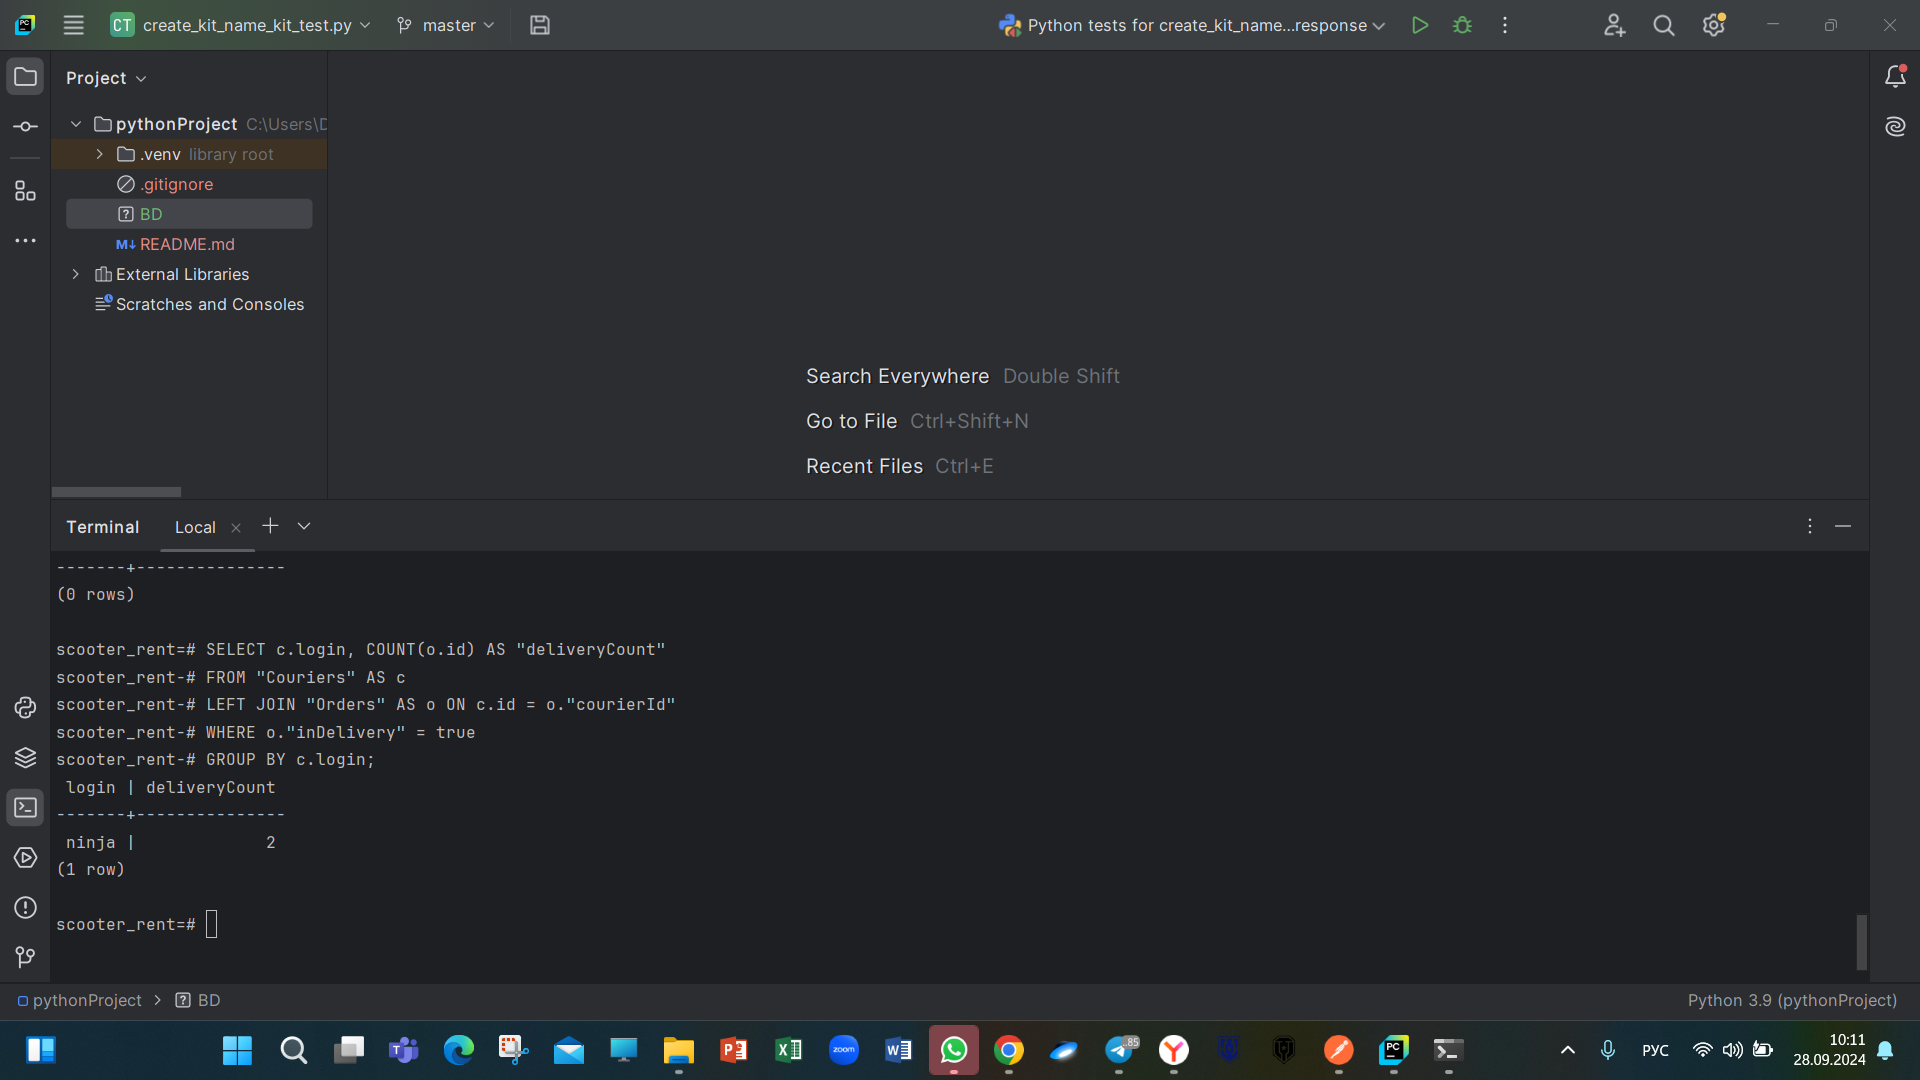 CT create_kit_name_kit_test.py master Python tests for create_kit_name...response
Project
pythonProject C:\Users\D
.venv library root
.gitignore
BD
README.md
External Libraries
Scratches and Consoles
Search Everywhere Double Shift
Go to File Ctrl+Shift+N
Recent Files Ctrl+E
Terminal Local
-------+---------------
(0 rows)
scooter_rent=# SELECT c.login, COUNT(o.id) AS "deliveryCount"
scooter_rent-# FROM "Couriers" AS c
scooter_rent-# LEFT JOIN "Orders" AS o ON c.id = o."courierId"
scooter_rent-# WHERE o."inDelivery" = true
scooter_rent-# GROUP BY c.login;
login | deliveryCount
-------+---------------
ninja | 2
(1 row)
scooter_rent=#
pythonProject > BD Python 3.9 (pythonProject)
zoom
85
РУС
10:11
28.09.2024